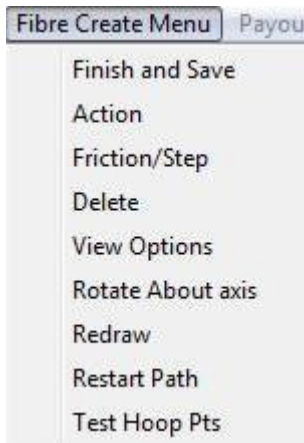 Fibre Create Menu Payou
Finish and Save
Action
Friction/Step
Delete
View Options
Rotate About axis
Redraw
Restart Path
Test Hoop Pts